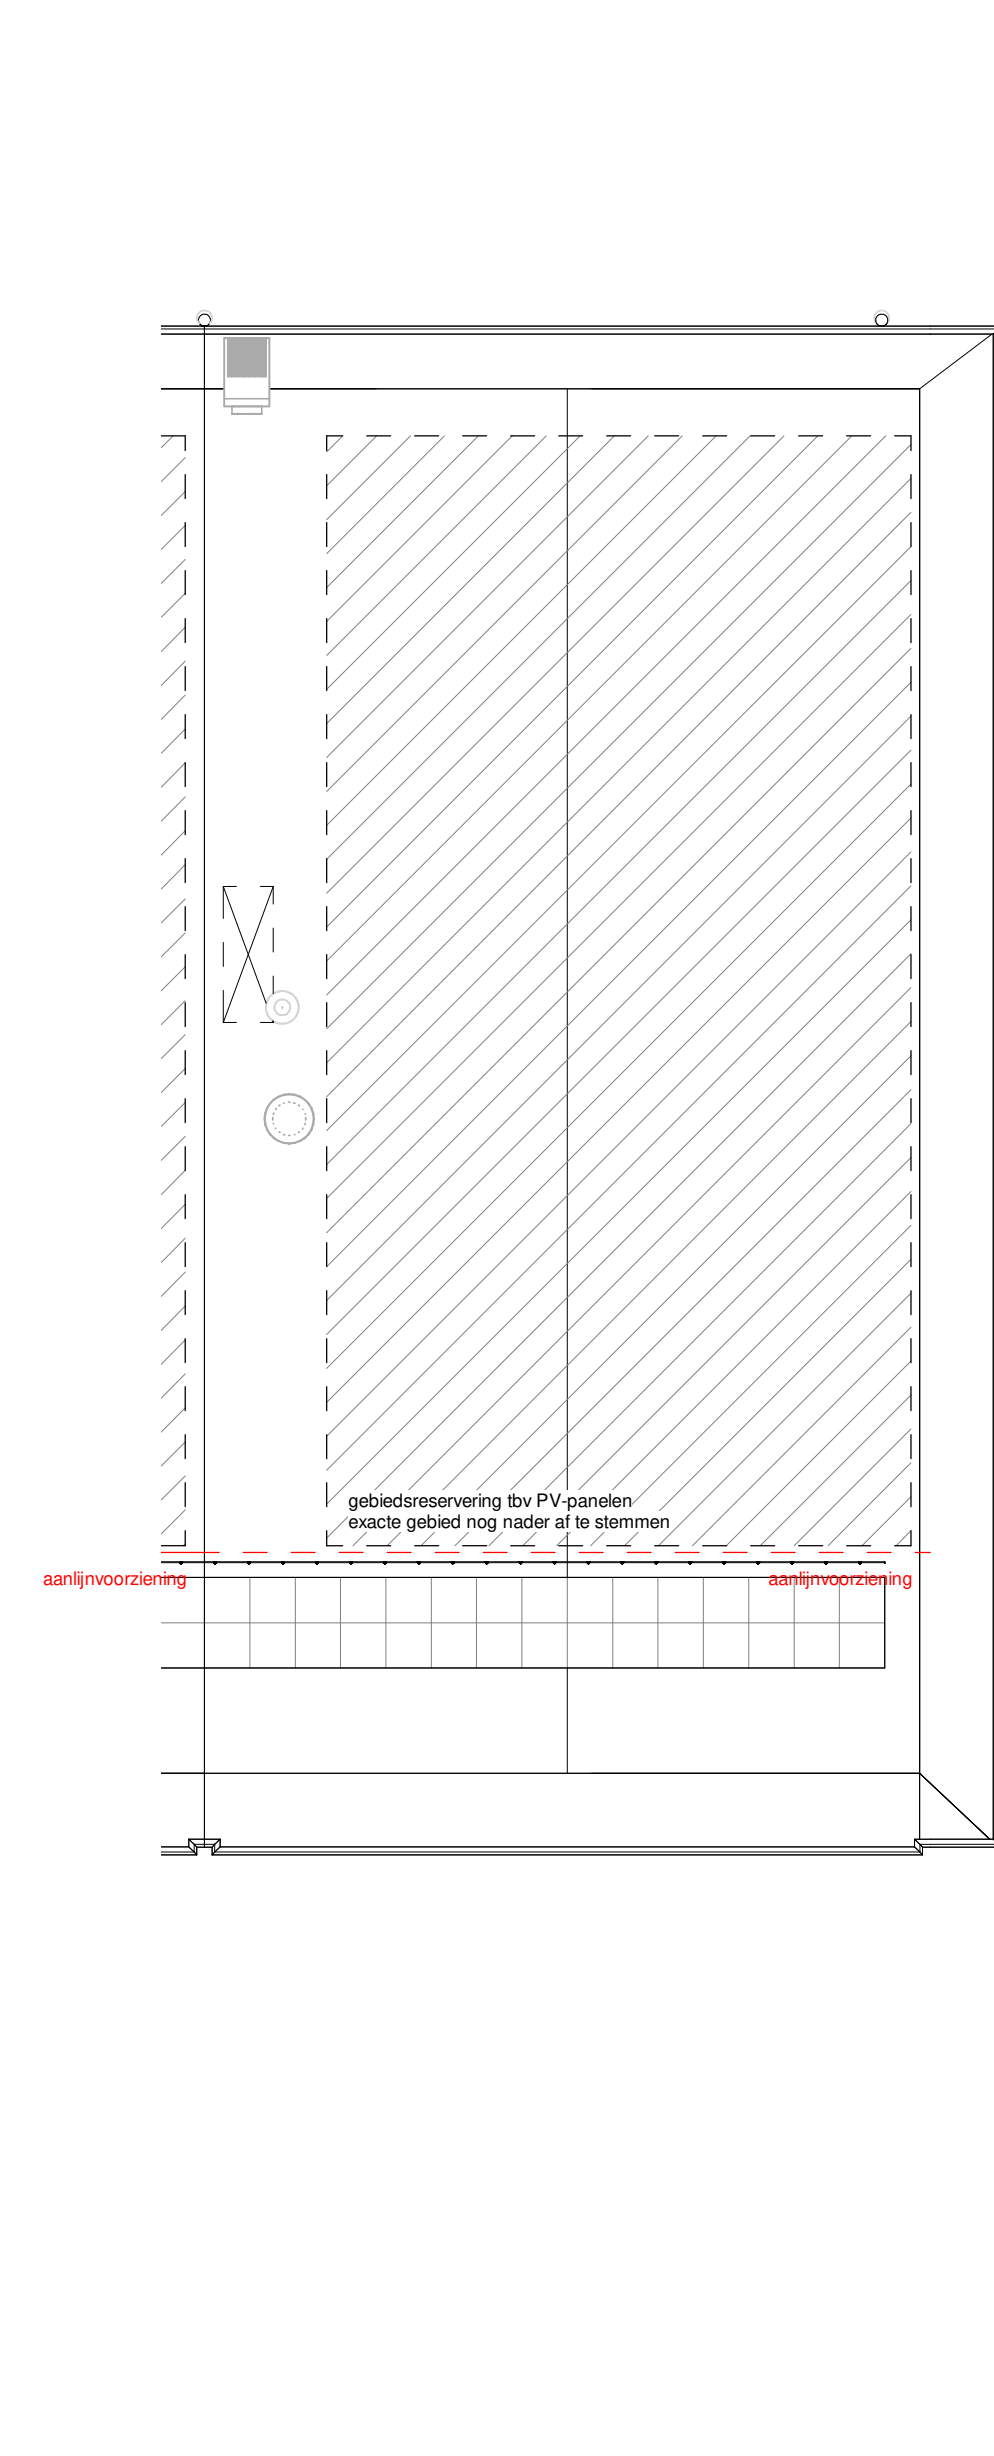 gebiedsreservering tbv PV-panelen
exacte gebied nog nader af te stemmen
aanlijnvoorziening
aanlijnvoorziening